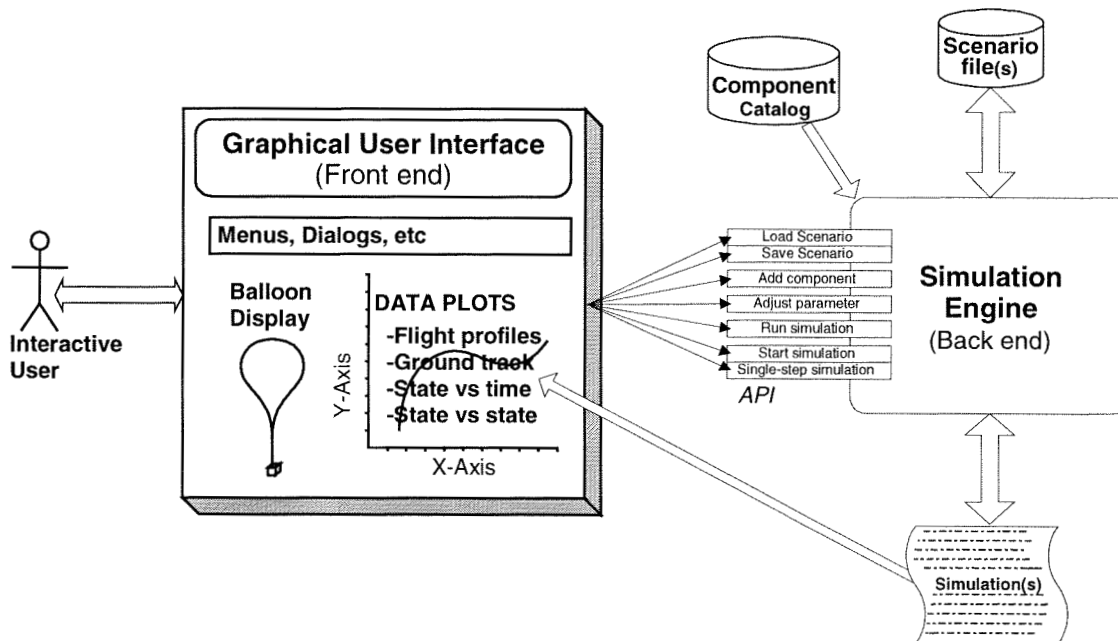 Component
Catalog
Scenario
file(s)
Graphical User Interface
(Front end)
Menus, Dialogs, etc
Interactive
User
Balloon
Display
DATA PLOTS
-Flight profiles
-Ground track
-State vs time
-State vs state
Y-Axis
X-Axis
Load Scenario
Save Scenario
Add component
Adjust parameter
Run simulation
Start simulation
Single-step simulation
API
Simulation
Engine
(Back end)
Simulation(s)